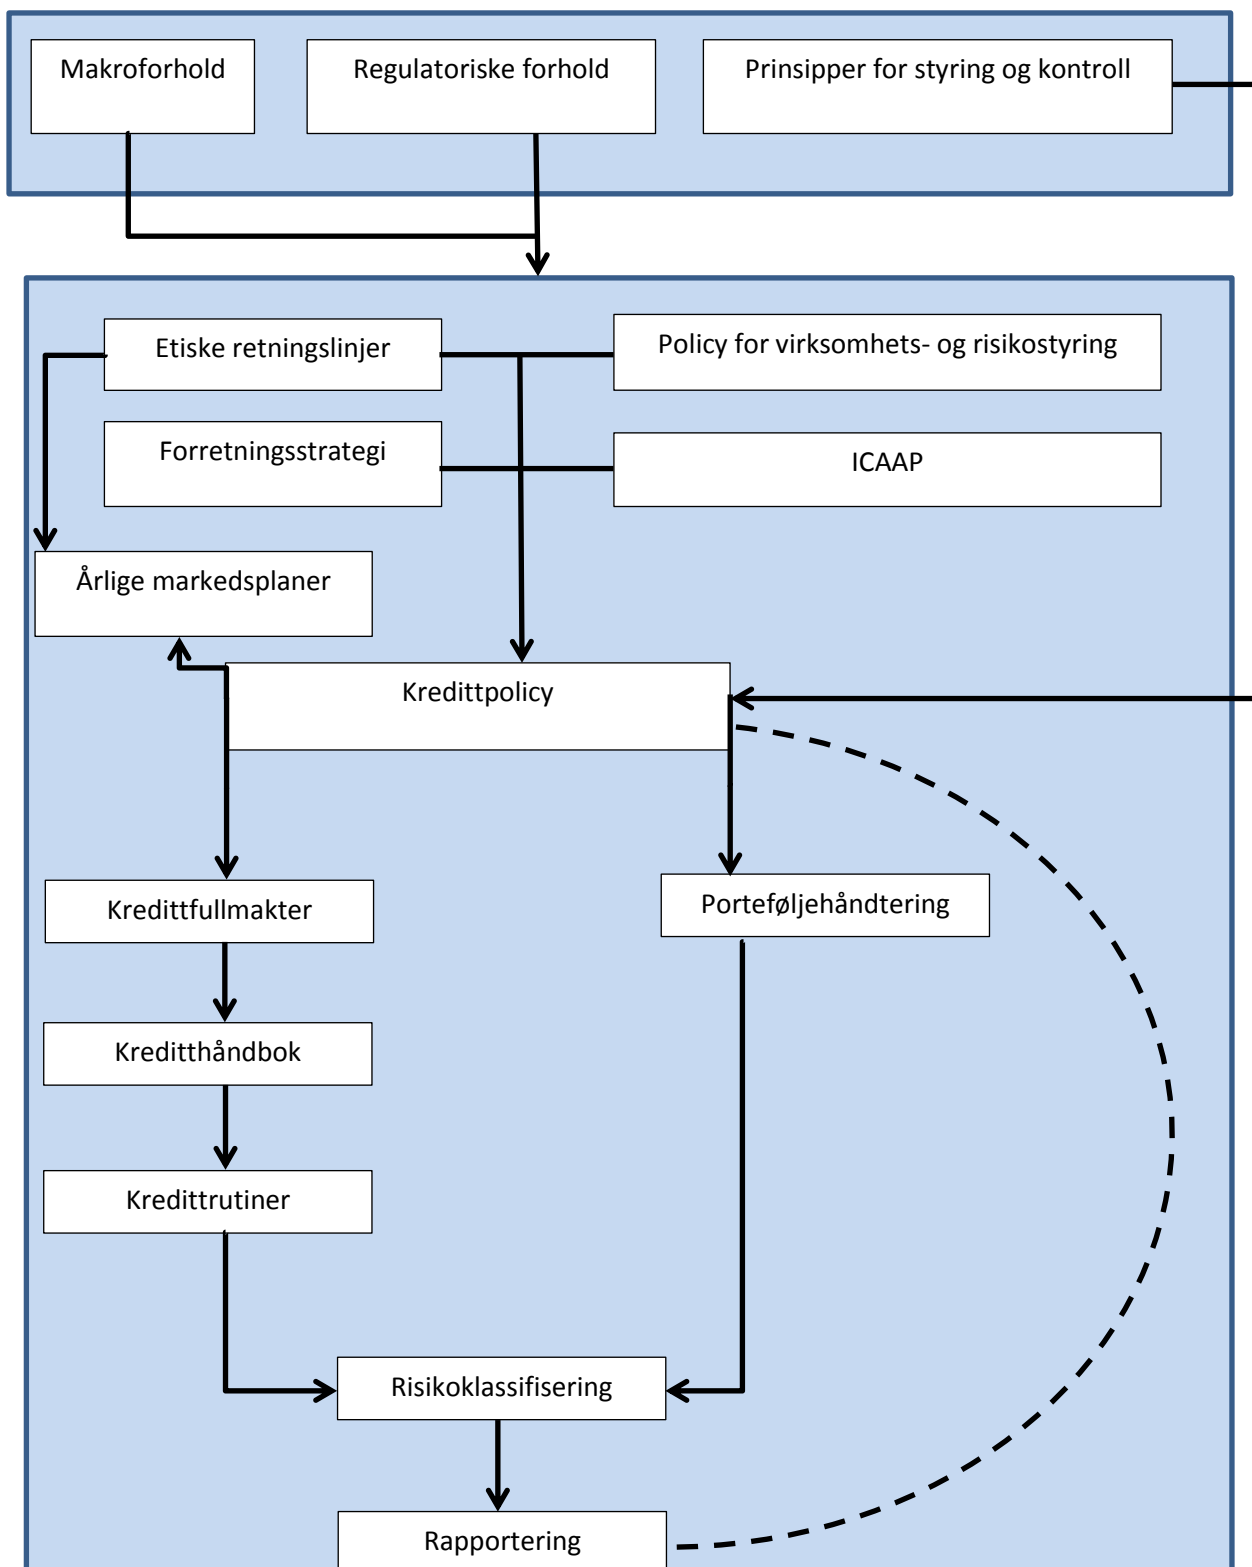 Makroforhold
Regulatoriske forhold
Prinsipper for styring og kontroll
Etiske retningslinjer
Policy for virksomhets- og risikostyring
Forretningsstrategi
ICAAP
Årlige markedsplaner
Kredittpolicy
Kredittfullmakter
Porteføljehåndtering
Kreditthåndbok
Kredittrutiner
Risikoklassifisering
Rapportering